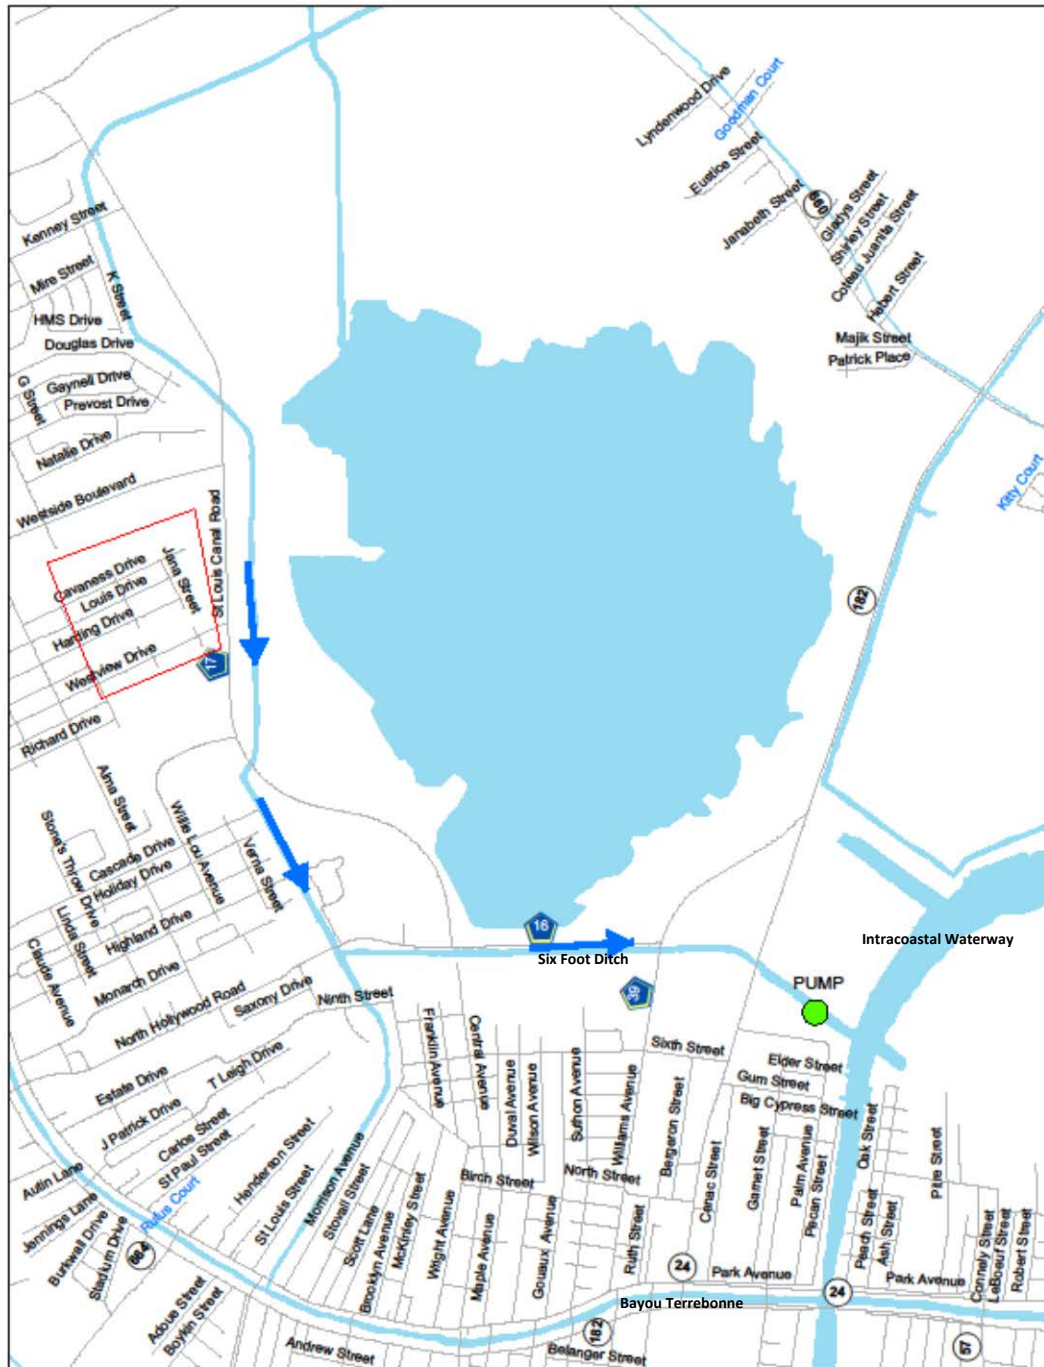 Lyndenwood Drive
Goodman Court
Eustice Street
Janabeth Street
660
Gladys Street
Shirley Street
Coteau Juanita Street
Hebert Street
Majik Street
Patrick Place
Kitty Court
Kenney Street
Mire Street
K Street
HMS Drive
Douglas Drive
G Street
Gaynell Drive
Prevost Drive
Natalie Drive
Westside Boulevard
St Louis Canal Road
Cavaness Drive
Jana Street
Louis Drive
Harding Drive
Westview Drive
17
182
Richard Drive
Alma Street
Stone's Throw Drive
Willie Lou Avenue
Verna Street
Cascade Drive
Holiday Drive
Linda Street
Highland Drive
Claude Avenue
Monarch Drive
North Hollywood Road
Saxony Drive
Ninth Street
16
Six Foot Ditch
39
Intracoastal Waterway
PUMP
Franklin Avenue
Central Avenue
Duval Avenue
Wilson Avenue
Suthon Avenue
Williams Avenue
Sixth Street
Bergeron Street
Elder Street
Gum Street
Big Cypress Street
Estate Drive
T Leigh Drive
J Patrick Drive
Carlos Street
St Paul Street
Rufus Court
Henderson Street
St Louis Street
Morrison Avenue
Stovall Street
Scott Lane
Brooklyn Avenue
McKinley Street
Wright Avenue
Birch Street
Maple Avenue
Gouaux Avenue
North Street
Ruth Street
Cenac Street
Garnet Street
Palm Avenue
Pecan Street
Oak Street
Peach Street
Ash Street
Pine Street
Connely Street
LeBoeuf Street
Robert Street
Aufin Lane
Jennings Lane
Burkwall Drive
Stadium Drive
664
Adoue Street
Boykin Street
24
Park Avenue
24
Park Avenue
Bayou Terrebonne
182
Andrew Street
Belanger Street
57